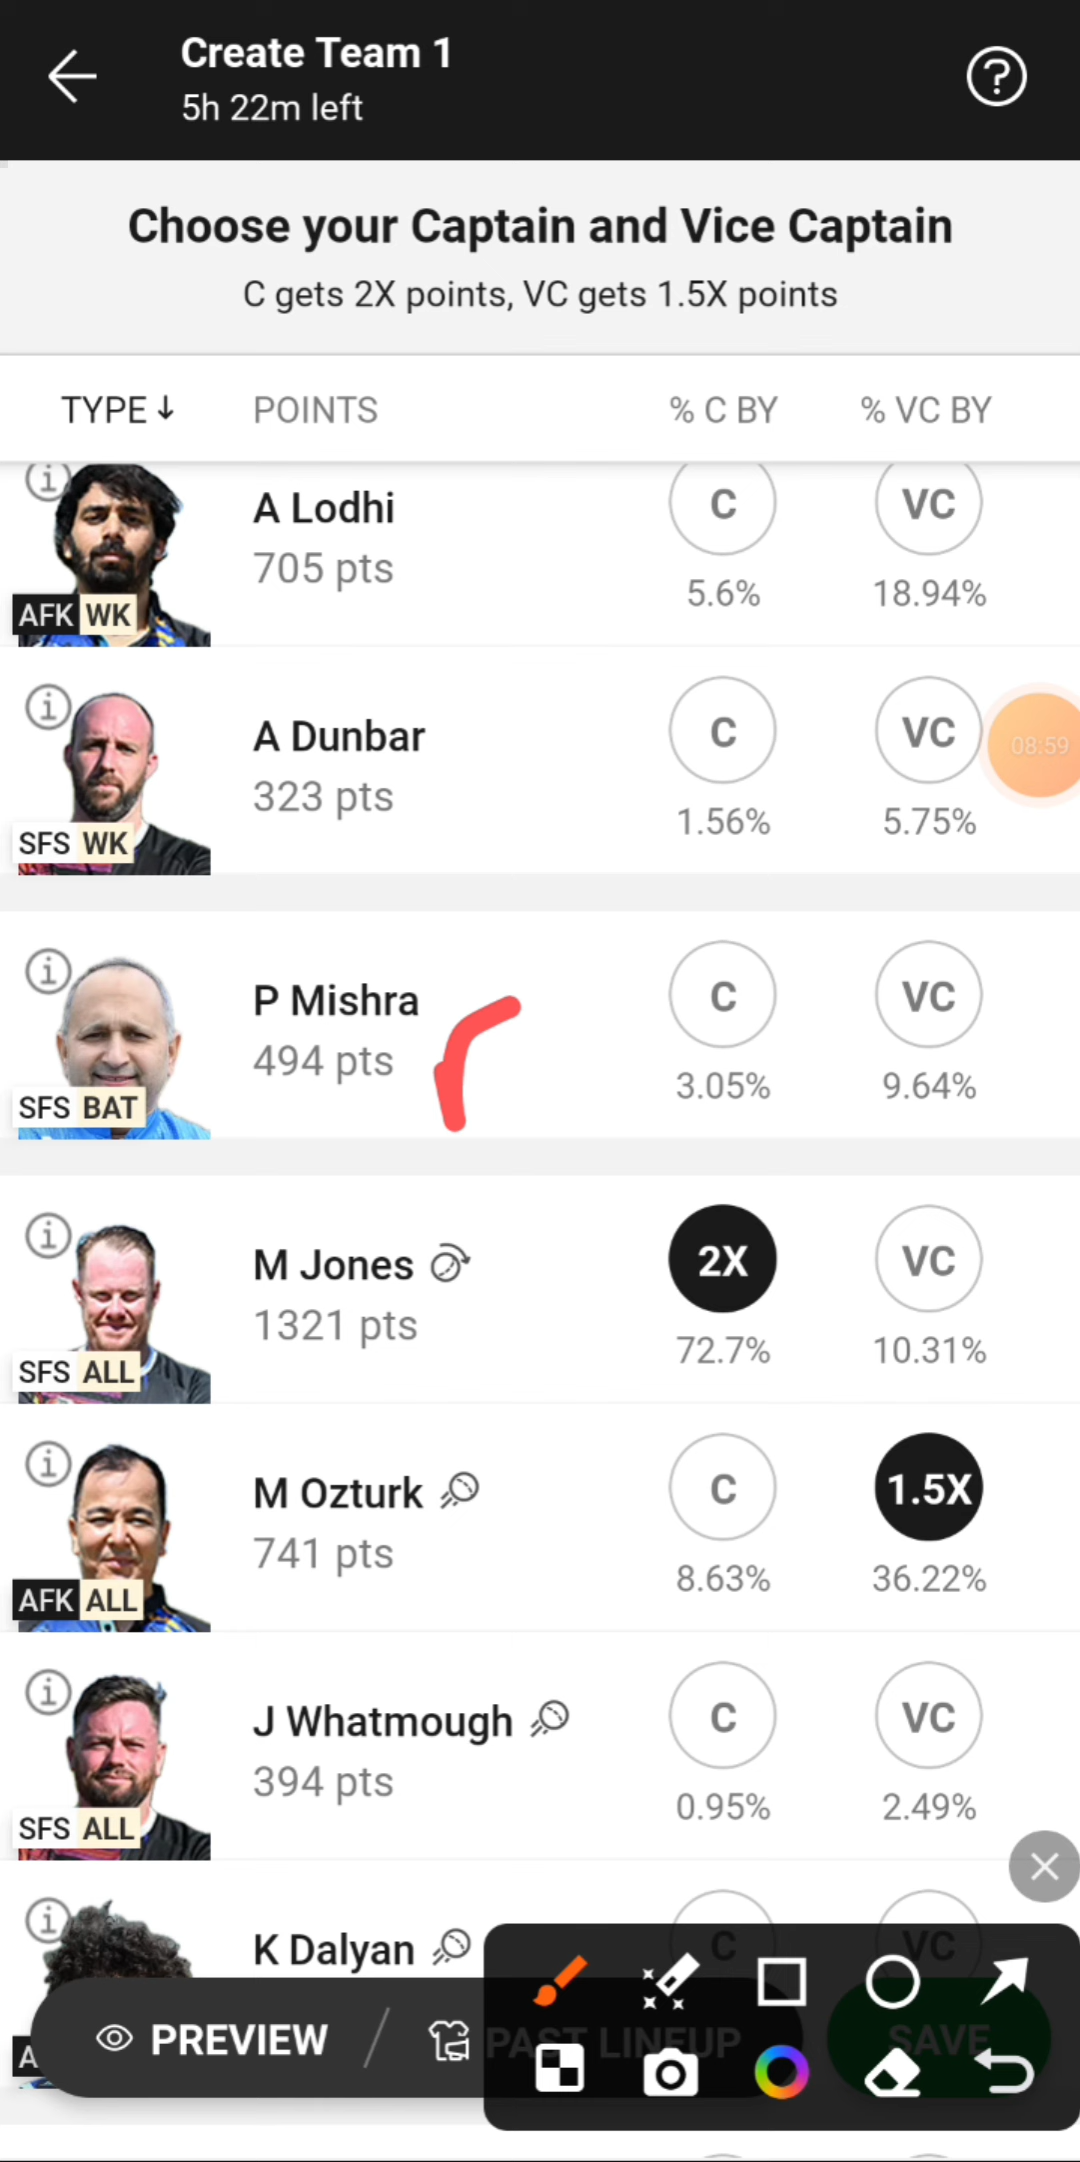 Create Team 1
5h 22m left
Choose your Captain and Vice Captain
C gets 2X points, VC gets 1.5X points
TYPE↓ POINTS % C BY % VC BY
A Lodhi C VC
705 pts 5.6% 18.94%
AFK WK
A Dunbar C VC
08:59
323 pts 1.56% 5.75%
SFS WK
P Mishra C VC
494 pts 3.05% 9.64%
SFS BAT
M Jones 2X VC
1321 pts 72.7% 10.31%
SFS ALL
M Ozturk C 1.5X
741 pts 8.63% 36.22%
AFK ALL
J Whatmough C VC
394 pts 0.95% 2.49%
SFS ALL
K Dalyan C VC
PREVIEW PAST LINEUP SAVE
A